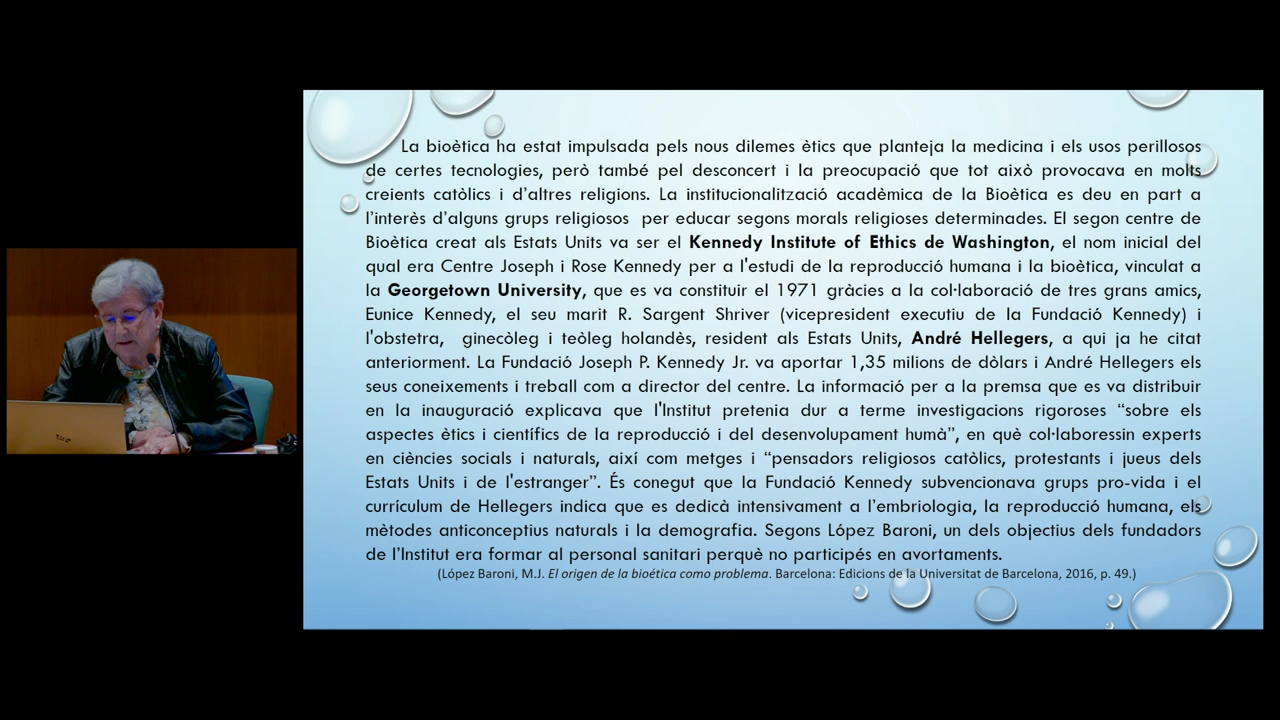 La bioètica ha estat impulsada pels nous dilemes ètics que planteja la medicina i els usos perillosos
de certes tecnologies, però també pel desconcert i la preocupació que tot això provocava en molts
creients catòlics i d’altres religions. La institucionalització acadèmica de la Bioètica es deu en part a
l’interès d’alguns grups religiosos per educar segons morals religioses determinades. El segon centre de
Bioètica creat als Estats Units va ser el Kennedy Institute of Ethics de Washington, el nom inicial del
qual era Centre Joseph i Rose Kennedy per a l'estudi de la reproducció humana i la bioètica, vinculat a
la Georgetown University, que es va constituir el 1971 gràcies a la col·laboració de tres grans amics,
Eunice Kennedy, el seu marit R. Sargent Shriver (vicepresident executiu de la Fundació Kennedy) i
l'obstetra, ginecòleg i teòleg holandès, resident als Estats Units, André Hellegers, a qui ja he citat
anteriorment. La Fundació Joseph P. Kennedy Jr. va aportar 1,35 milions de dòlars i André Hellegers els
seus coneixements i treball com a director del centre. La informació per a la premsa que es va distribuir
en la inauguració explicava que l'Institut pretenia dur a terme investigacions rigoroses “sobre els
aspectes ètics i científics de la reproducció i del desenvolupament humà”, en què col·laboressin experts
en ciències socials i naturals, així com metges i “pensadors religiosos catòlics, protestants i jueus dels
Estats Units i de l'estranger”. És conegut que la Fundació Kennedy subvencionava grups pro-vida i el
currículum de Hellegers indica que es dedicà intensivament a l’embriologia, la reproducció humana, els
mètodes anticonceptius naturals i la demografia. Segons López Baroni, un dels objectius dels fundadors
de l’Institut era formar al personal sanitari perquè no participés en avortaments.
(López Baroni, M.J. El origen de la bioética como problema. Barcelona: Edicions de la Universitat de Barcelona, 2016, p. 49.)